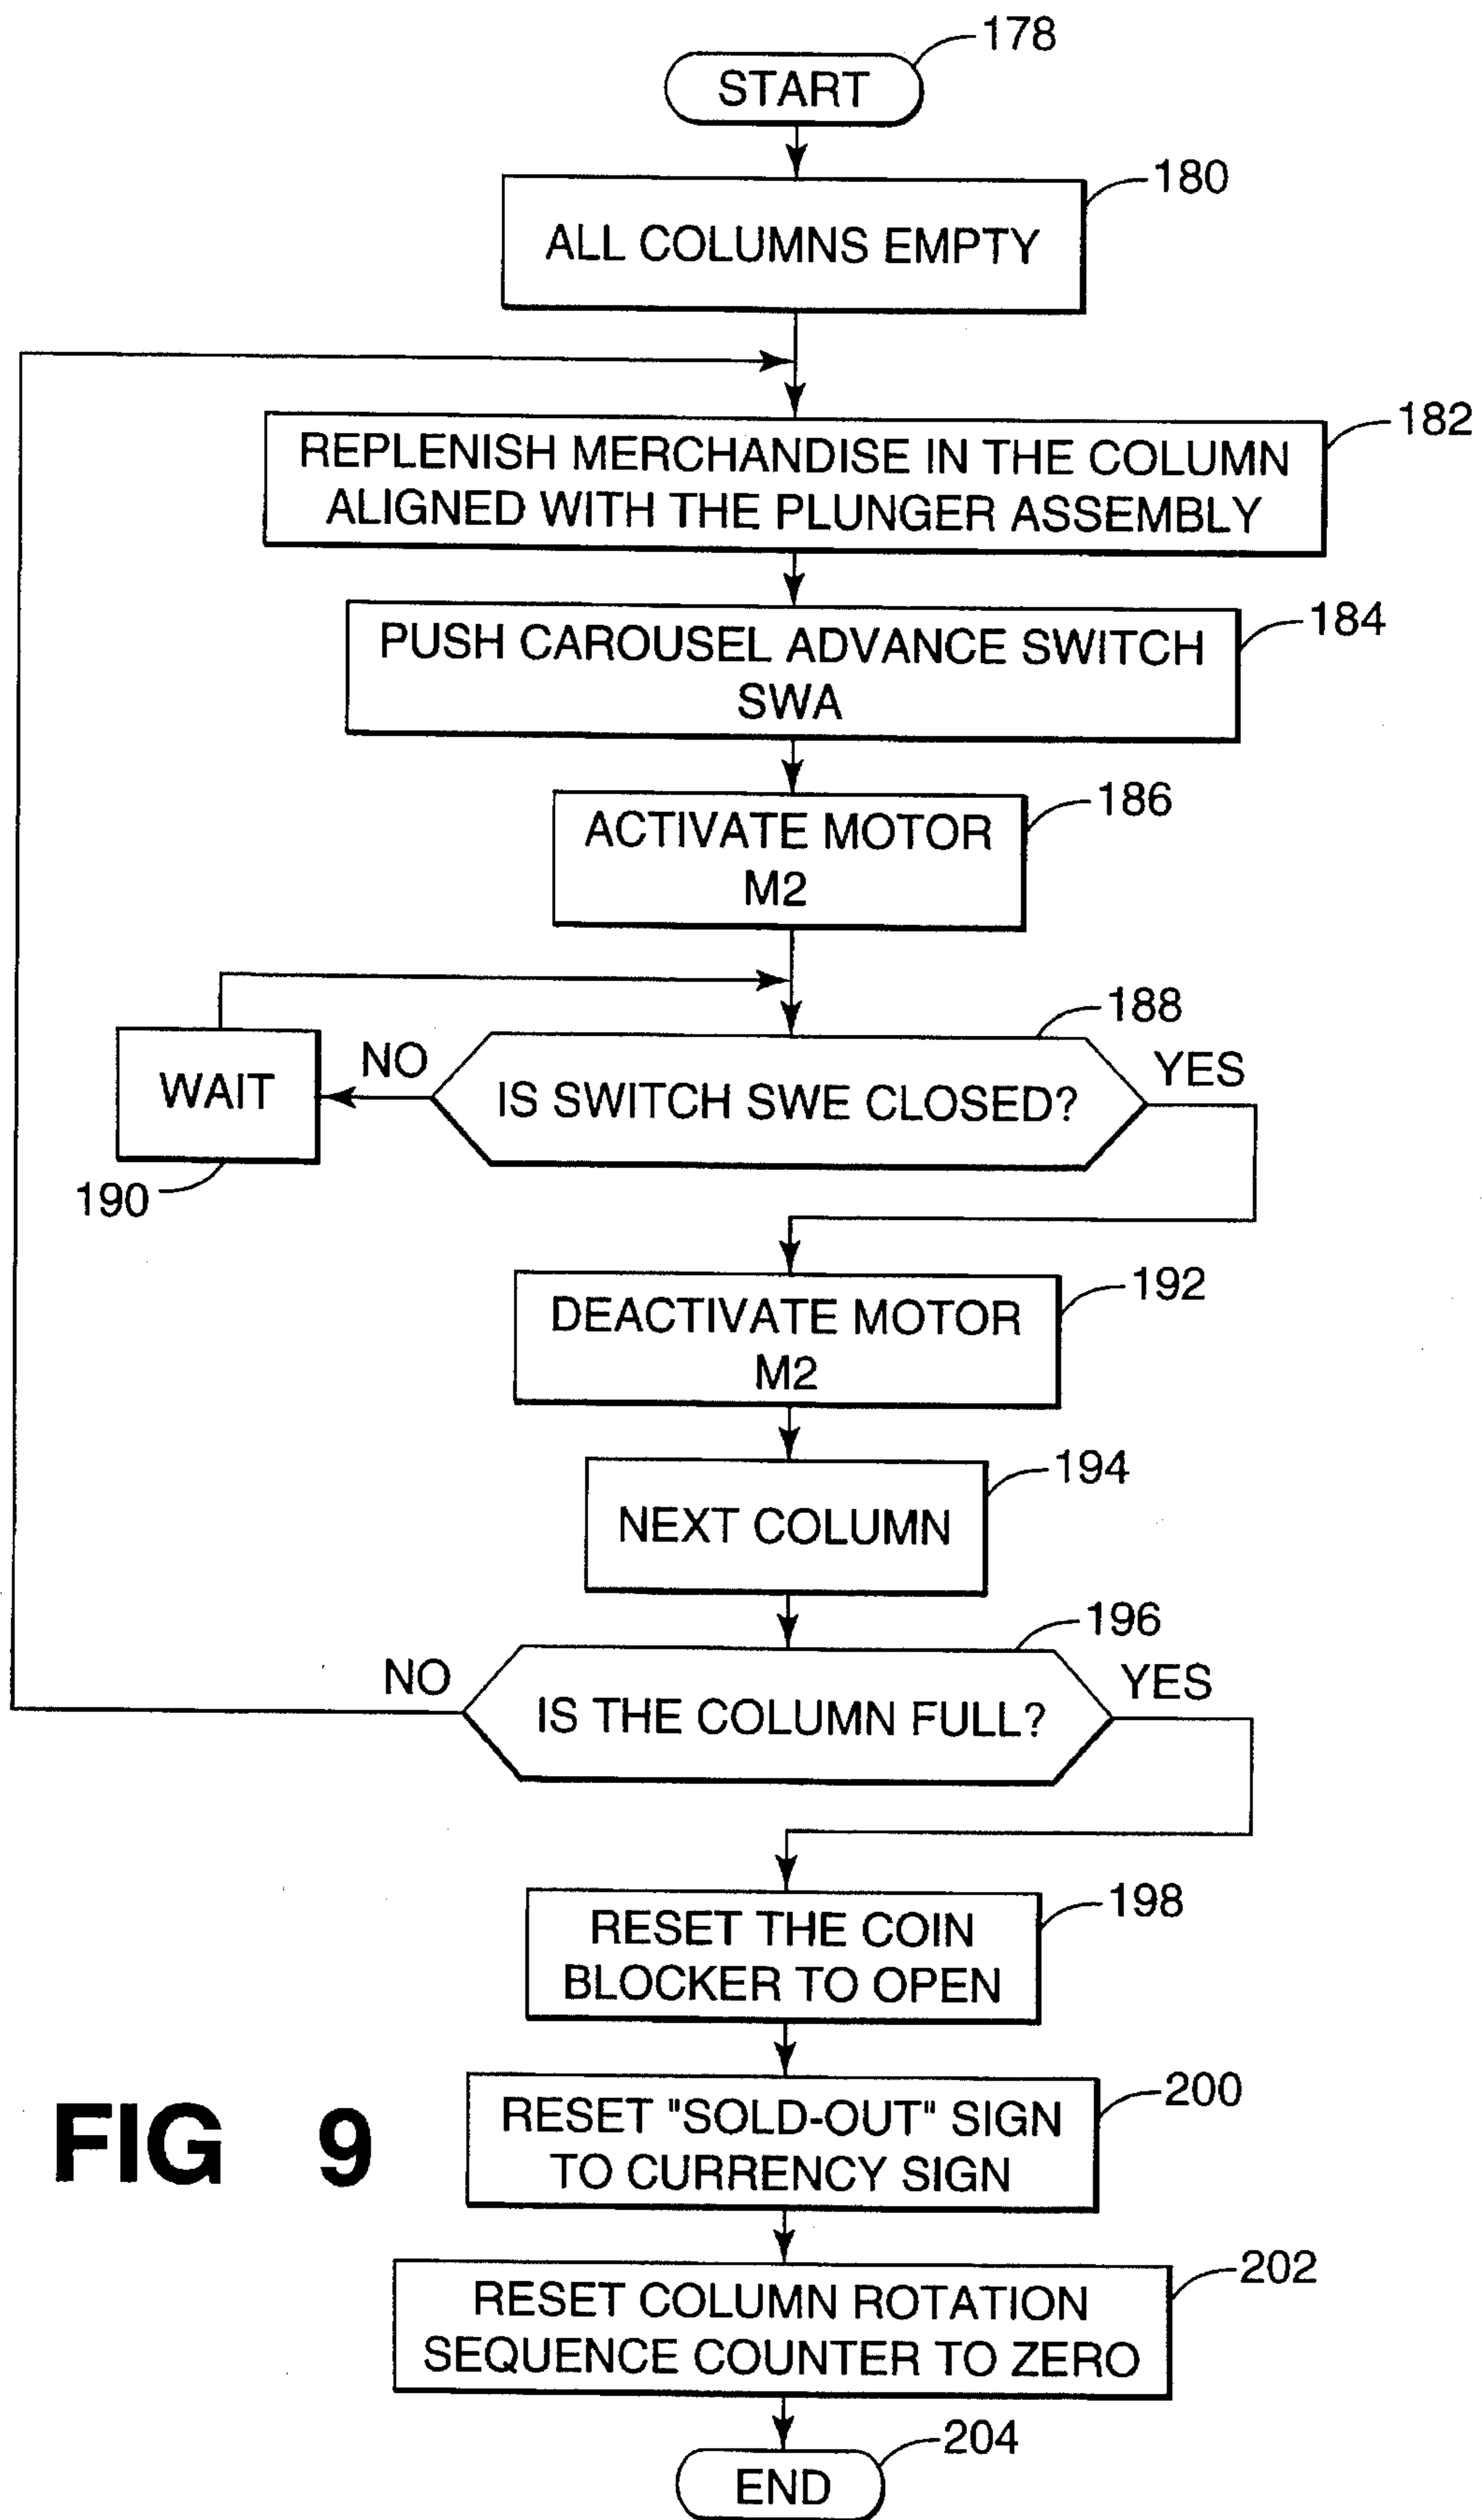 178
START
180
ALL COLUMNS EMPTY
182
REPLENISH MERCHANDISE IN THE COLUMN
ALIGNED WITH THE PLUNGER ASSEMBLY
184
PUSH CAROUSEL ADVANCE SWITCH
SWA
186
ACTIVATE MOTOR
M2
188
NO
YES
WAIT
IS SWITCH SWE CLOSED?
190
192
DEACTIVATE MOTOR
M2
194
NEXT COLUMN
196
NO
YES
IS THE COLUMN FULL?
198
RESET THE COIN
BLOCKER TO OPEN
200
RESET "SOLD-OUT" SIGN
TO CURRENCY SIGN
FIG 9
202
RESET COLUMN ROTATION
SEQUENCE COUNTER TO ZERO
204
END